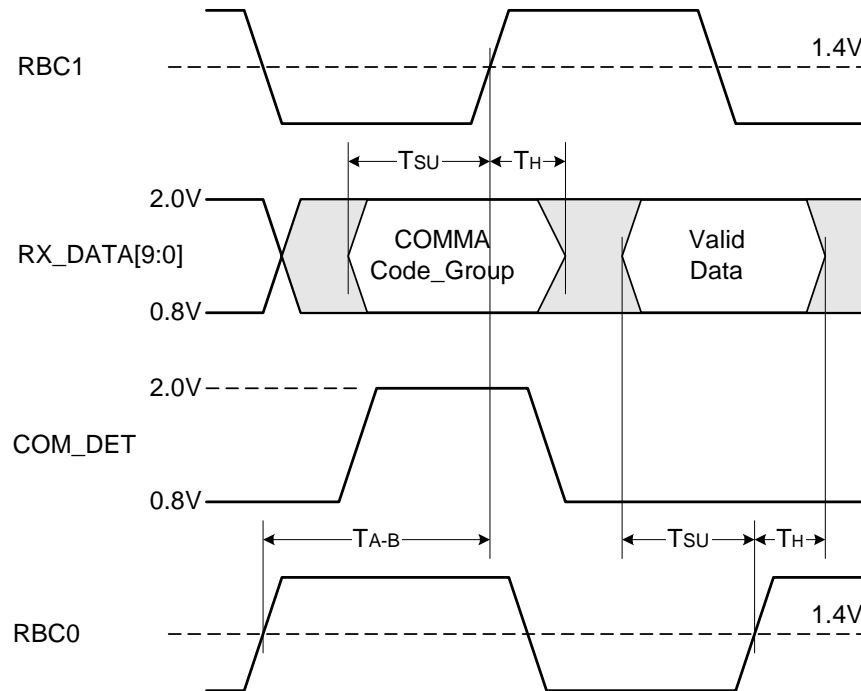 RBC1
1.4V
TSU
TH
2.0V
RX_DATA[9:0]
COMMA
Code_Group
Valid
Data
0.8V
2.0V
COM_DET
0.8V
TA-B
TSU
TH
RBC0
1.4V